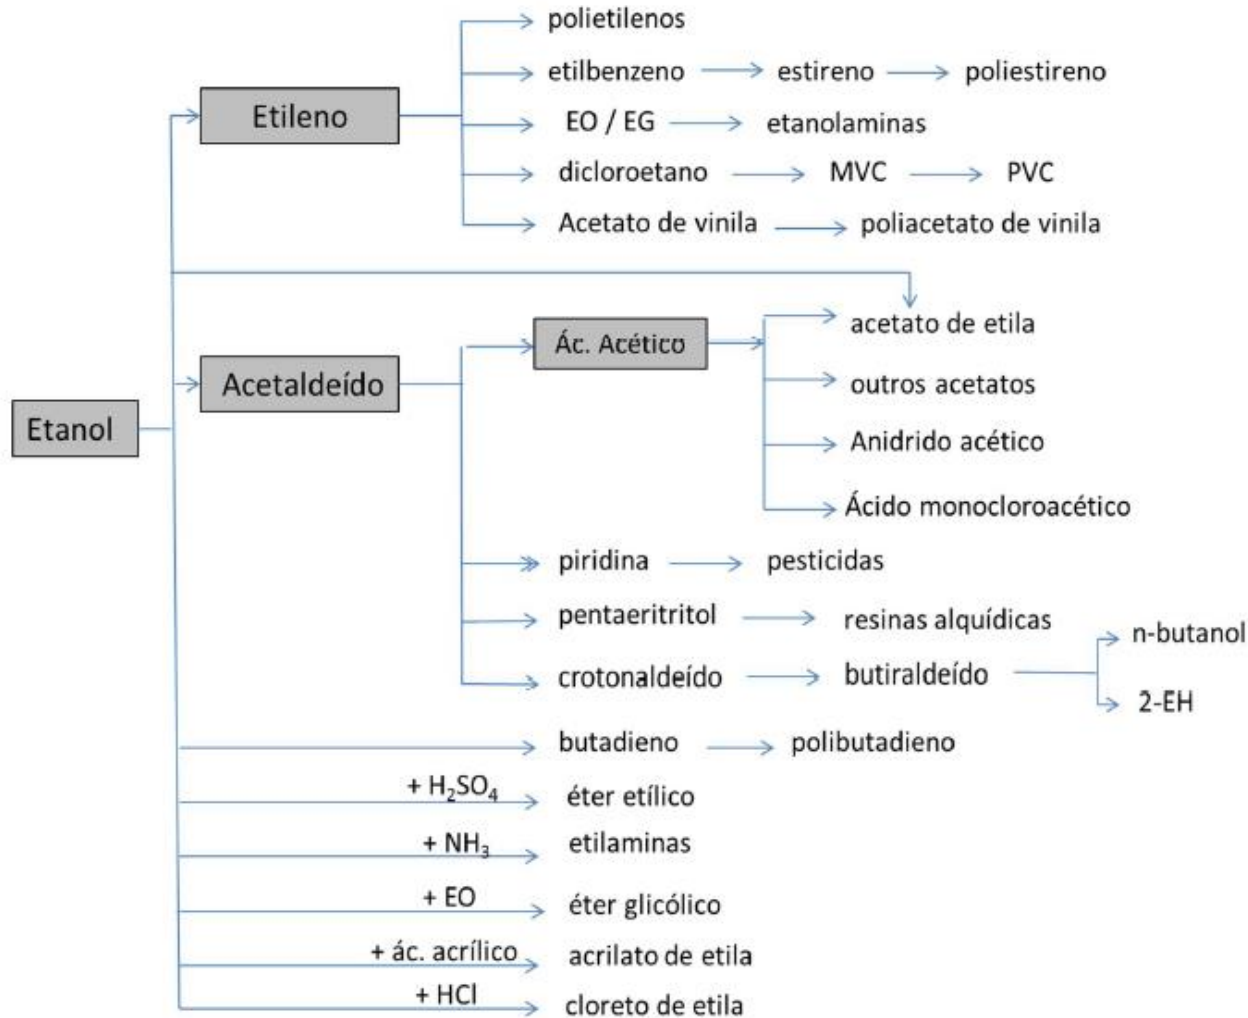 polietilenos
etilbenzeno estireno poliestireno
Etileno
EO / EG etanolaminas
dicloroetano MVC PVC
Acetato de vinila poliacetato de vinila
acetato de etila
Ác. Acético
Acetaldeído
outros acetatos
Etanol
Anidrido acético
Ácido monocloroacético
piridina pesticidas
pentaeritritol resinas alquídicas
n-butanol
crotonaldeído butiraldeído
2-EH
butadieno polibutadieno
+ H₂SO₄ éter etílico
+ NH₃ etilaminas
+ EO éter glicólico
+ ác. acrílico acrilato de etila
+ HCl cloreto de etila